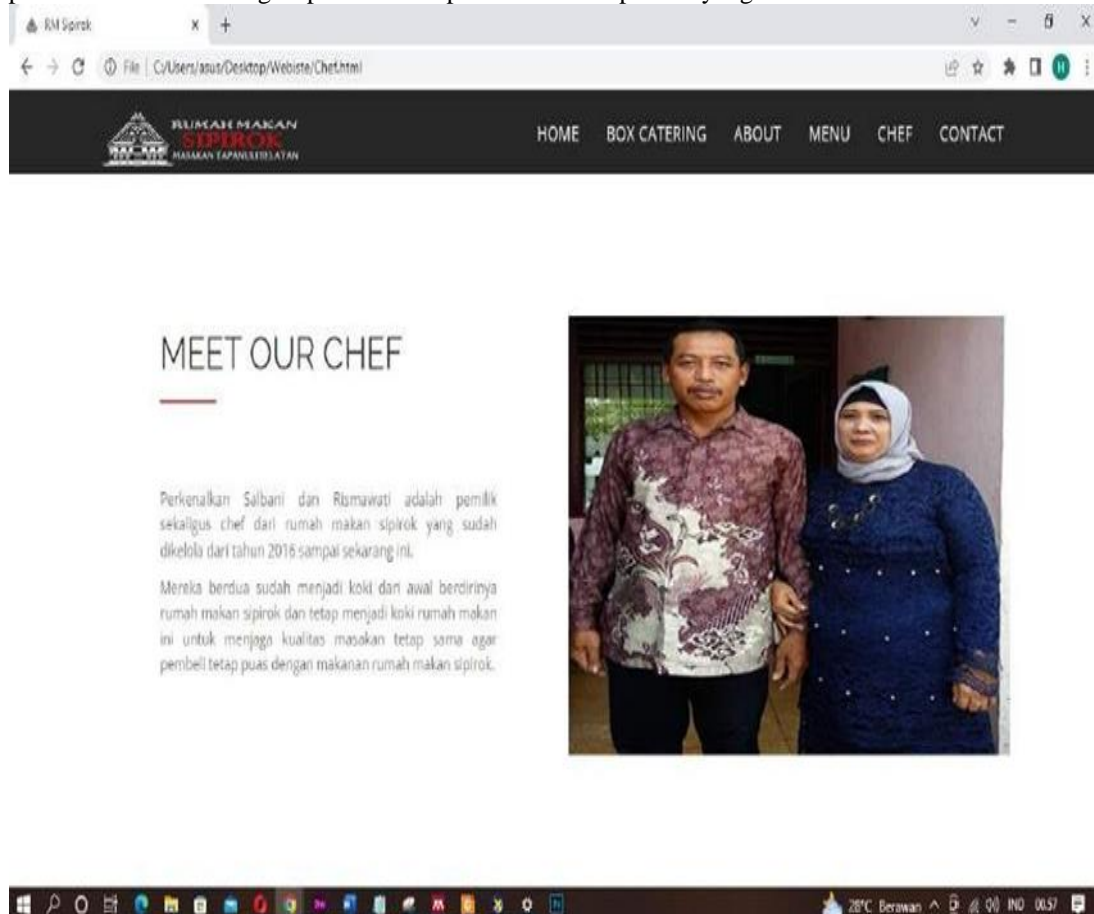 RM Sipirok
File | C:/Users/asus/Desktop/Webiste/Chef.html
RUMAH MAKAN
SIPIROK
MASAKAN TAPANULI SELATAN
HOME BOX CATERING ABOUT MENU CHEF CONTACT
MEET OUR CHEF
Perkenalkan Salbani dan Rismawati adalah pemilik
sekaligus chef dari rumah makan sipirok yang sudah
dikelola dari tahun 2016 sampai sekarang ini.
Mereka berdua sudah menjadi koki dari awal berdirinya
rumah makan sipirok dan tetap menjadi koki rumah makan
ini untuk menjaga kualitas masakan tetap sama agar
pembeli tetap puas dengan makanan rumah makan sipirok.
28°C Berawan IND 00.57